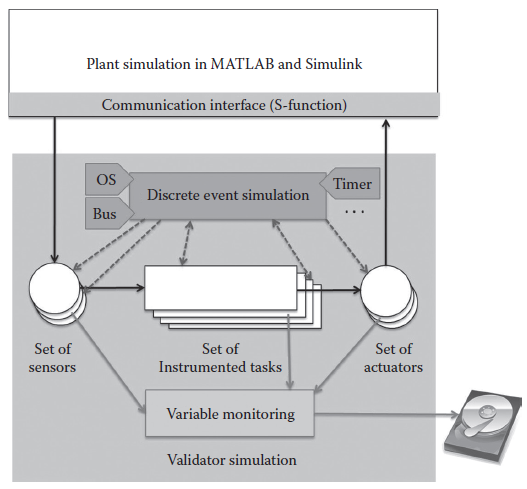 Plant simulation in MATLAB and Simulink
Communication interface (S-function)
OS
Discrete event simulation
Timer
Bus
...
Set of
sensors
Set of
Instrumented tasks
Set of
actuators
Variable monitoring
Validator simulation